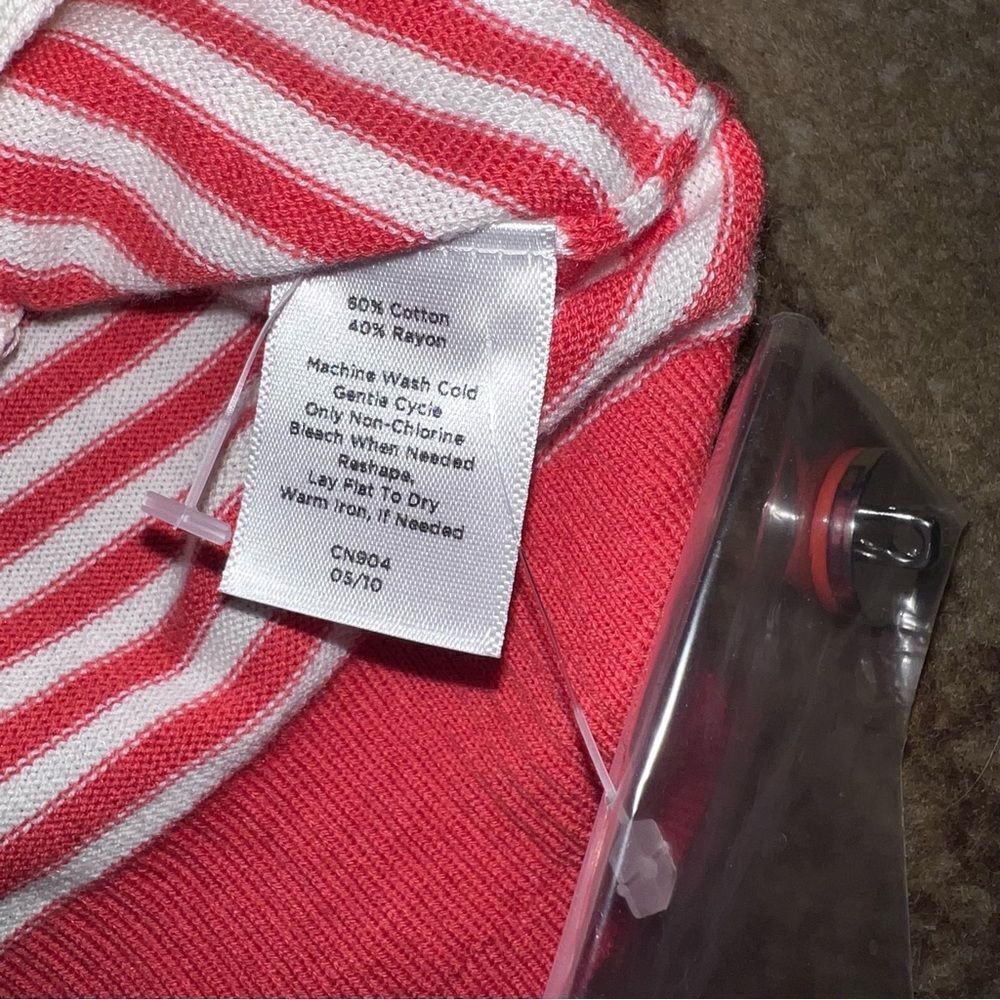 60% Cotton
40% Rayon
Machine Wash Cold
Gentle Cycle
Only Non-Chlorine
Bleach When Needed
Reshape,
Lay Flat To Dry
Warm Iron, If Needed
CN904
05/10